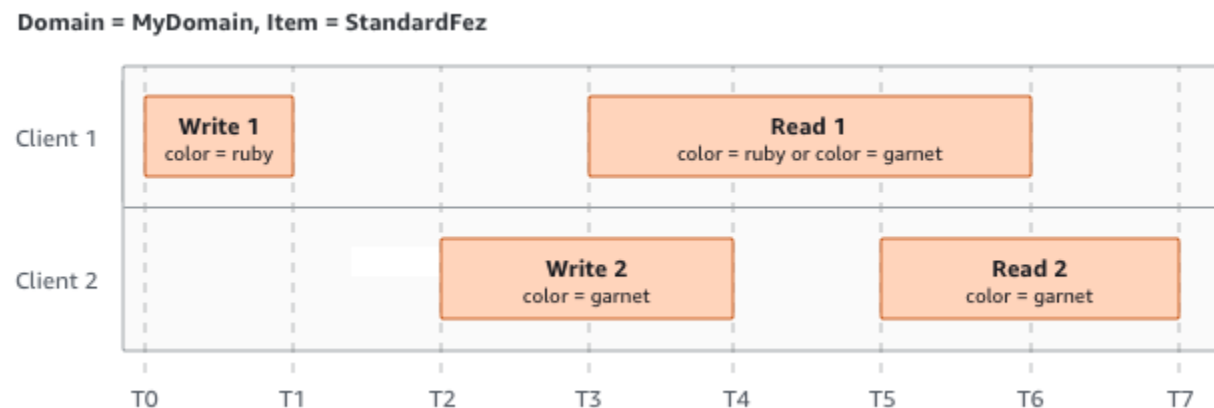 Domain = MyDomain, Item = StandardFez
Client 1
Write 1
color = ruby
Read 1
color = ruby or color = garnet
Client 2
Write 2
color = garnet
Read 2
color = garnet
T0 T1 T2 T3 T4 T5 T6 T7